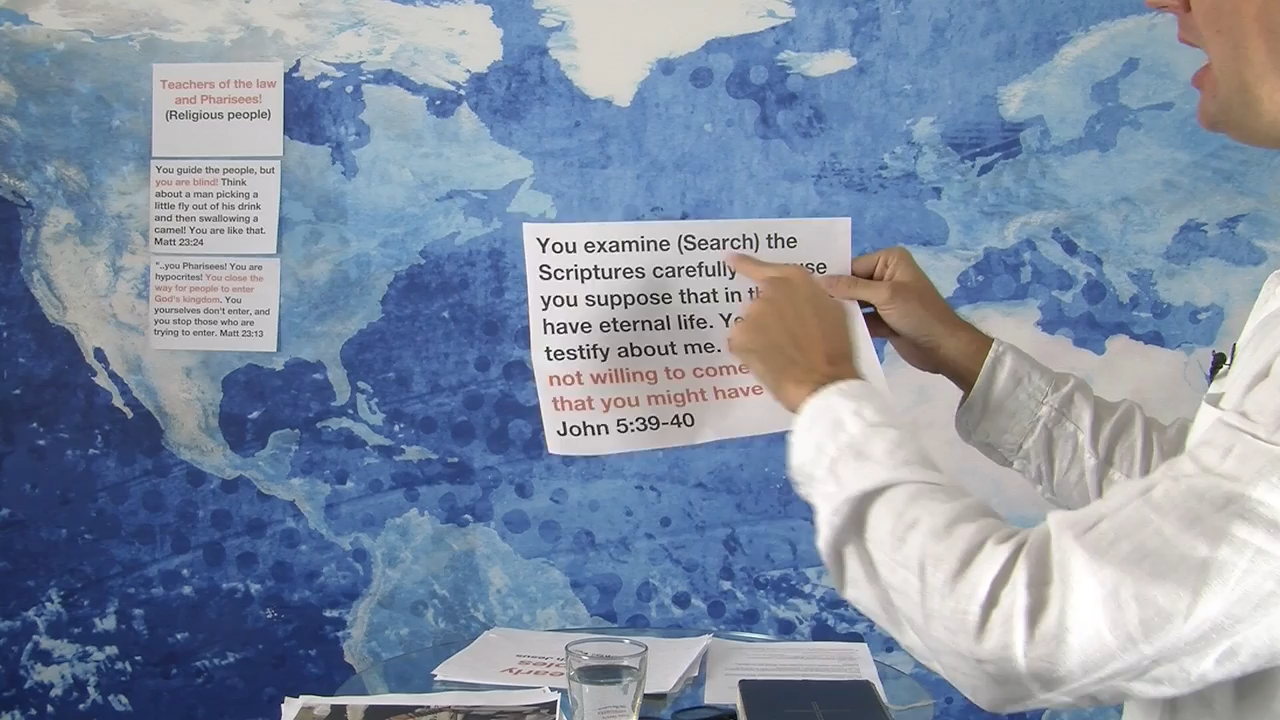 Teachers of the law
and Pharisees!
(Religious people)
You guide the people, but
you are blind! Think
about a man picking a
little fly out of his drink
and then swallowing a
camel! You are like that.
Matt 23:24
"..you Pharisees! You are
hypocrites! You close the
way for people to enter
God's kingdom. You
yourselves don't enter, and
you stop those who are
trying to enter. Matt 23:13
You examine (Search) the
Scriptures carefully
you suppose that in
have eternal life.
testify about me.
not willing to come
that you might have
John 5:39-40